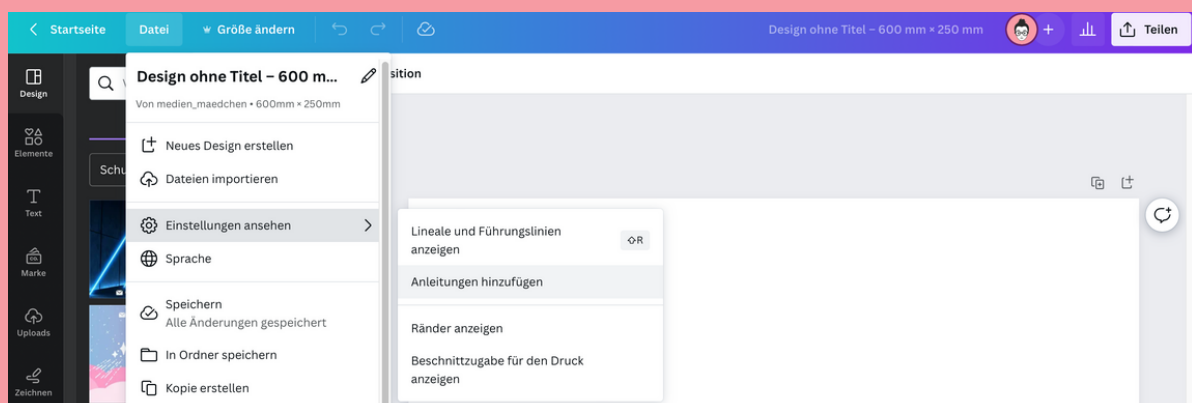 Startseite
Datei
Größe ändern
Design ohne Titel – 600 mm × 250 mm
Teilen
Design
Elemente
Text
Marke
Uploads
Zeichnen
Schu
sition
Design ohne Titel – 600 m...
Von medien_maedchen • 600mm × 250mm
Neues Design erstellen
Dateien importieren
Einstellungen ansehen
Sprache
Speichern
Alle Änderungen gespeichert
In Ordner speichern
Kopie erstellen
Lineale und Führungslinien
anzeigen
⇧R
Anleitungen hinzufügen
Ränder anzeigen
Beschnittzugabe für den Druck
anzeigen